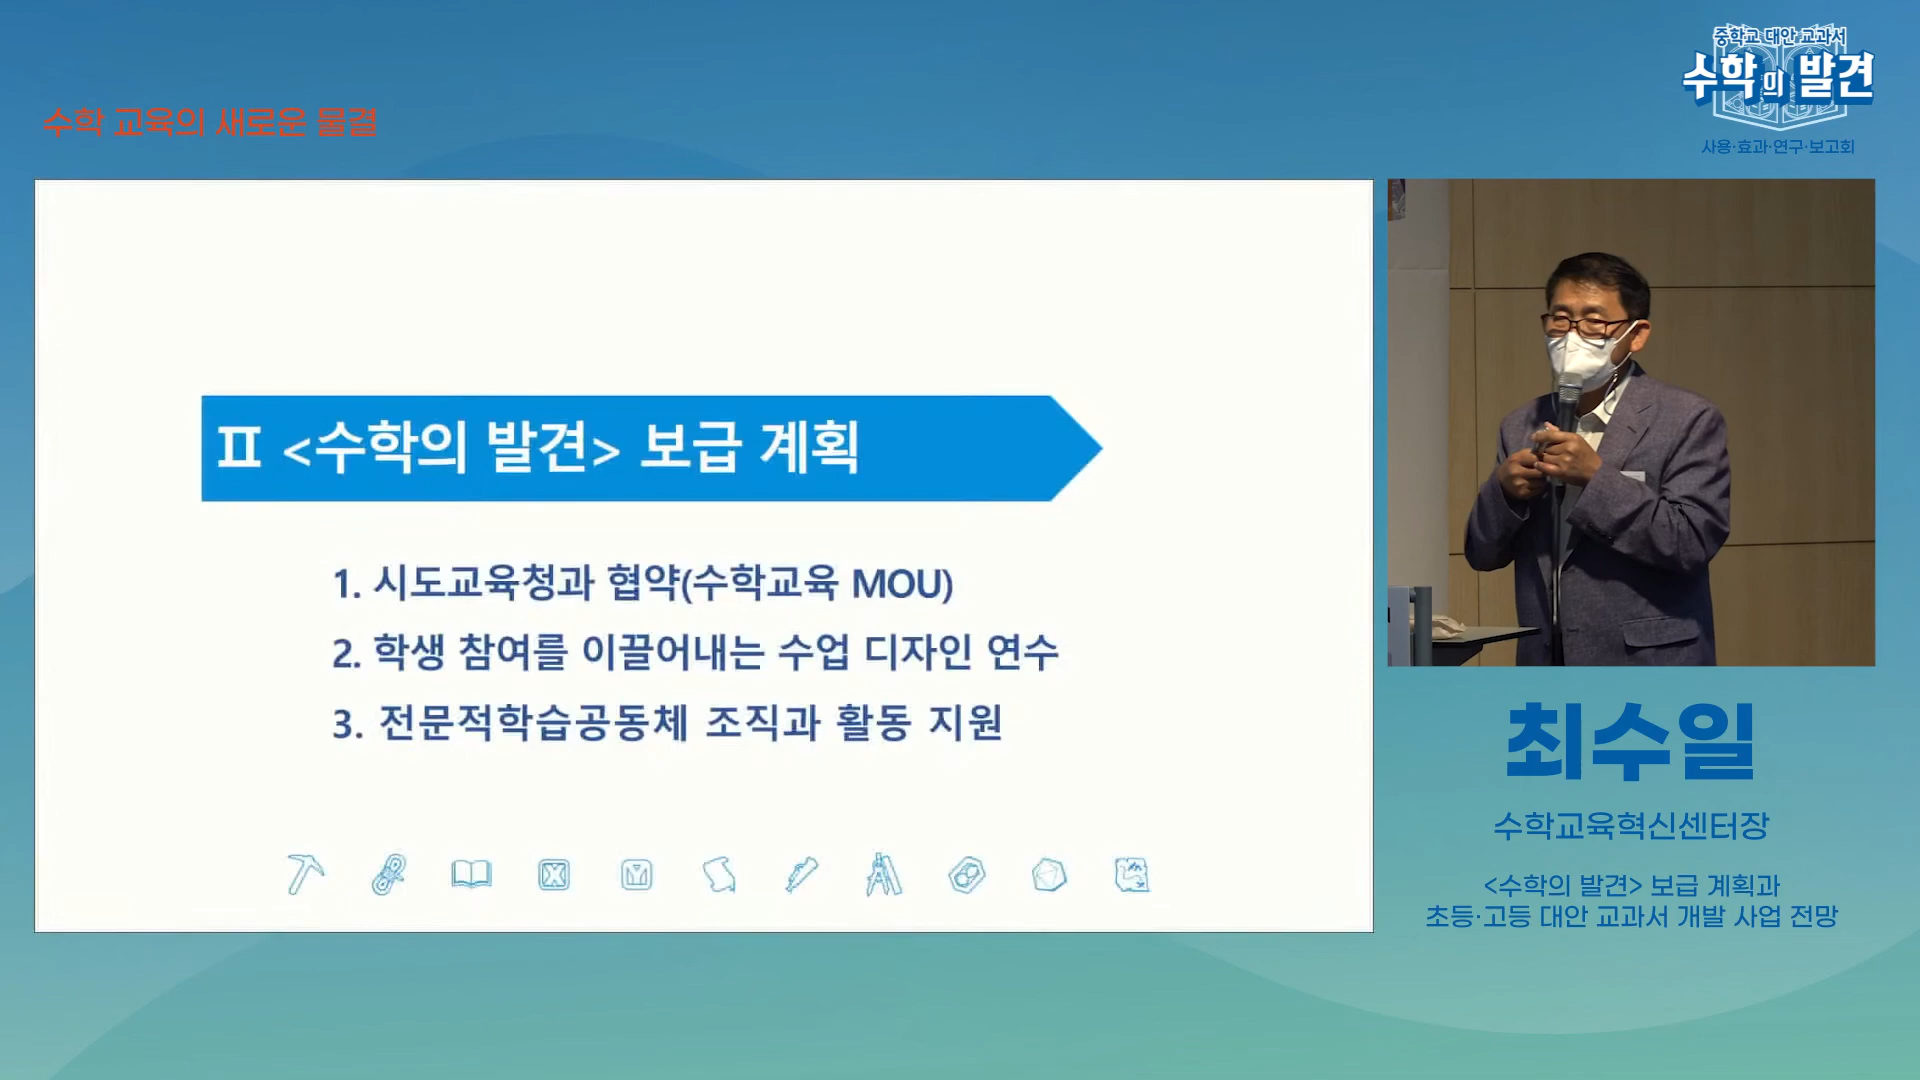 수학 교육의 새로운 물결
중학교 대안 교과서
수학의 발견
사용·효과·연구·보고회
Ⅱ <수학의 발견> 보급 계획
1. 시도교육청과 협약(수학교육 MOU)
2. 학생 참여를 이끌어내는 수업 디자인 연수
3. 전문적학습공동체 조직과 활동 지원
최수일
수학교육혁신센터장
<수학의 발견> 보급 계획과
초등·고등 대안 교과서 개발 사업 전망